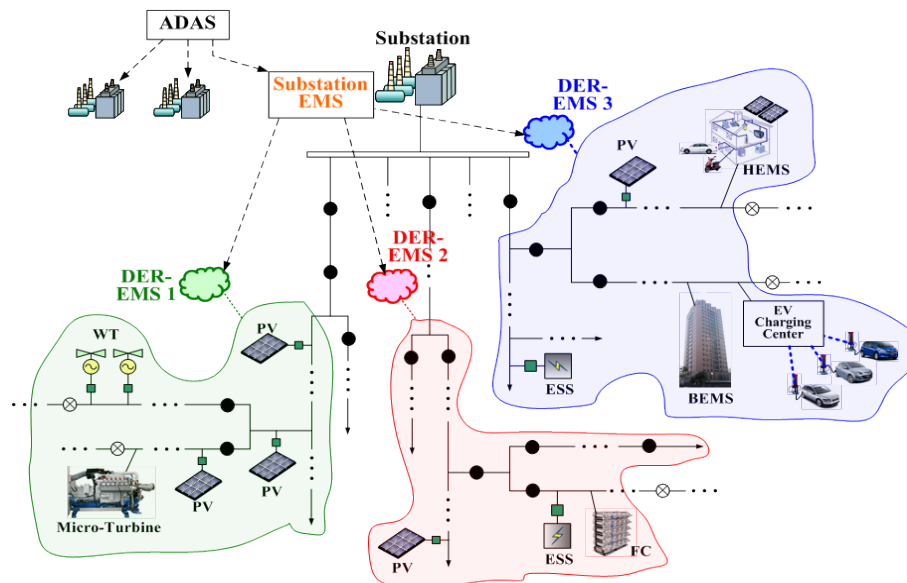 ADAS
Substation
Substation
EMS
DER-
EMS 3
PV
HEMS
DER-
EMS 2
DER-
EMS 1
WT
PV
EV
Charging
Center
ESS
BEMS
PV
PV
Micro-Turbine
PV
ESS
FC